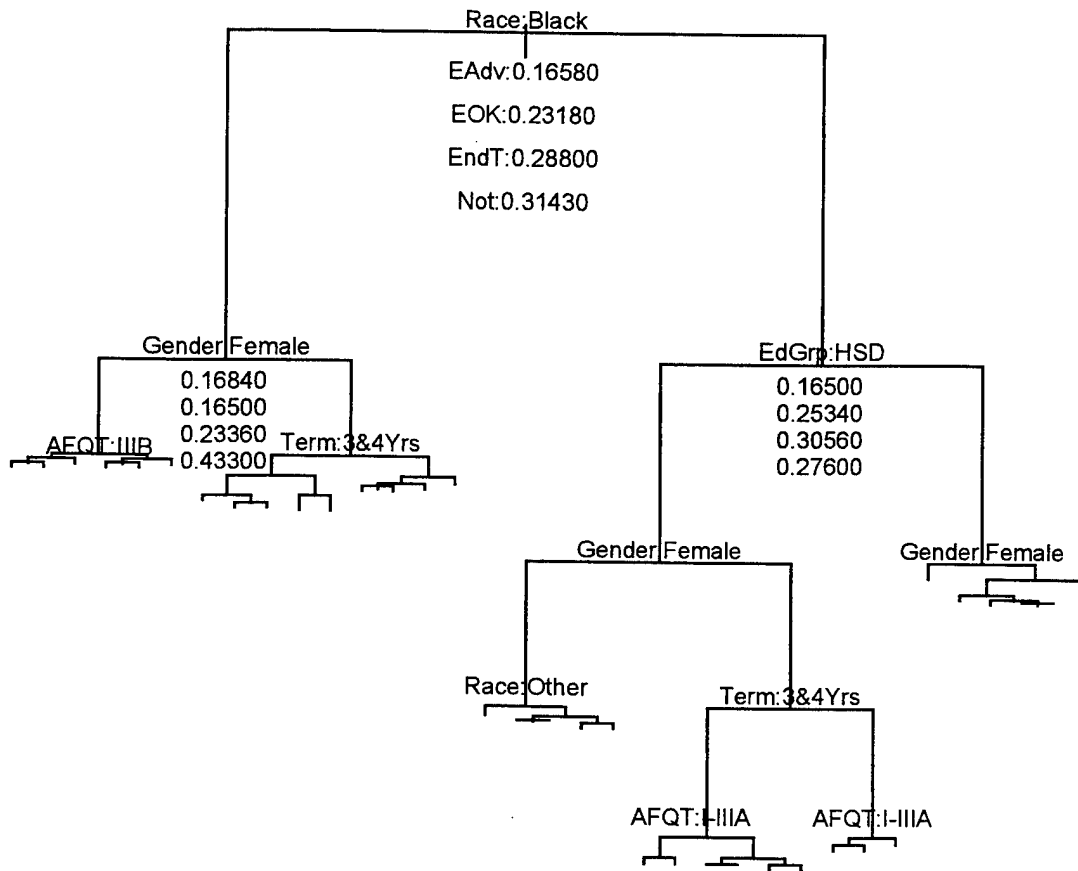 Race:Black
EAdv:0.16580
EOK:0.23180
EndT:0.28800
Not:0.31430
Gender:Female
0.16840
0.16500
0.23360
0.43300
EdGrp:HSD
0.16500
0.25340
0.30560
0.27600
AFQT:IIIB
Term:3&4Yrs
Gender:Female
Gender:Female
Race:Other
Term:3&4Yrs
AFQT:I-IIIA
AFQT:I-IIIA